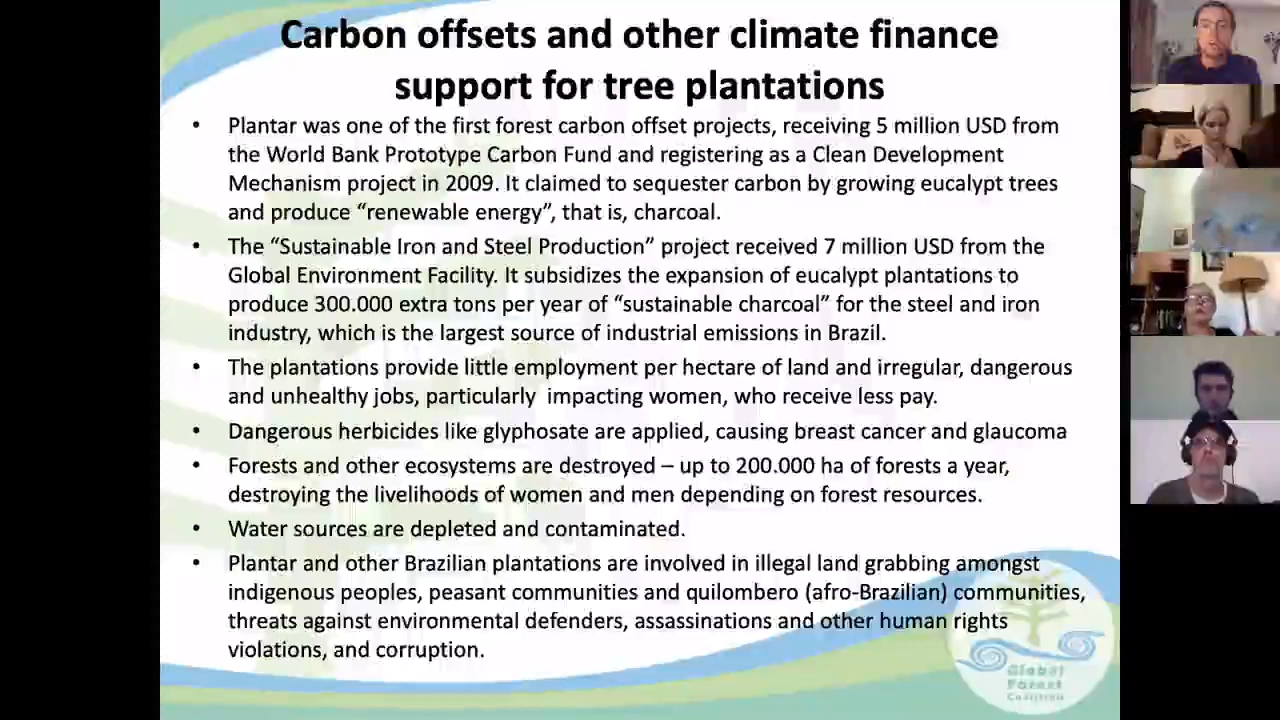 Carbon offsets and other climate finance
support for tree plantations
• Plantar was one of the first forest carbon offset projects, receiving 5 million USD from
the World Bank Prototype Carbon Fund and registering as a Clean Development
Mechanism project in 2009. It claimed to sequester carbon by growing eucalypt trees
and produce “renewable energy”, that is, charcoal.
• The “Sustainable Iron and Steel Production” project received 7 million USD from the
Global Environment Facility. It subsidizes the expansion of eucalypt plantations to
produce 300.000 extra tons per year of “sustainable charcoal” for the steel and iron
industry, which is the largest source of industrial emissions in Brazil.
• The plantations provide little employment per hectare of land and irregular, dangerous
and unhealthy jobs, particularly  impacting women, who receive less pay.
• Dangerous herbicides like glyphosate are applied, causing breast cancer and glaucoma
• Forests and other ecosystems are destroyed – up to 200.000 ha of forests a year,
destroying the livelihoods of women and men depending on forest resources.
• Water sources are depleted and contaminated.
• Plantar and other Brazilian plantations are involved in illegal land grabbing amongst
indigenous peoples, peasant communities and quilombero (afro-Brazilian) communities,
threats against environmental defenders, assassinations and other human rights
violations, and corruption.
Global
Forest
Coalition